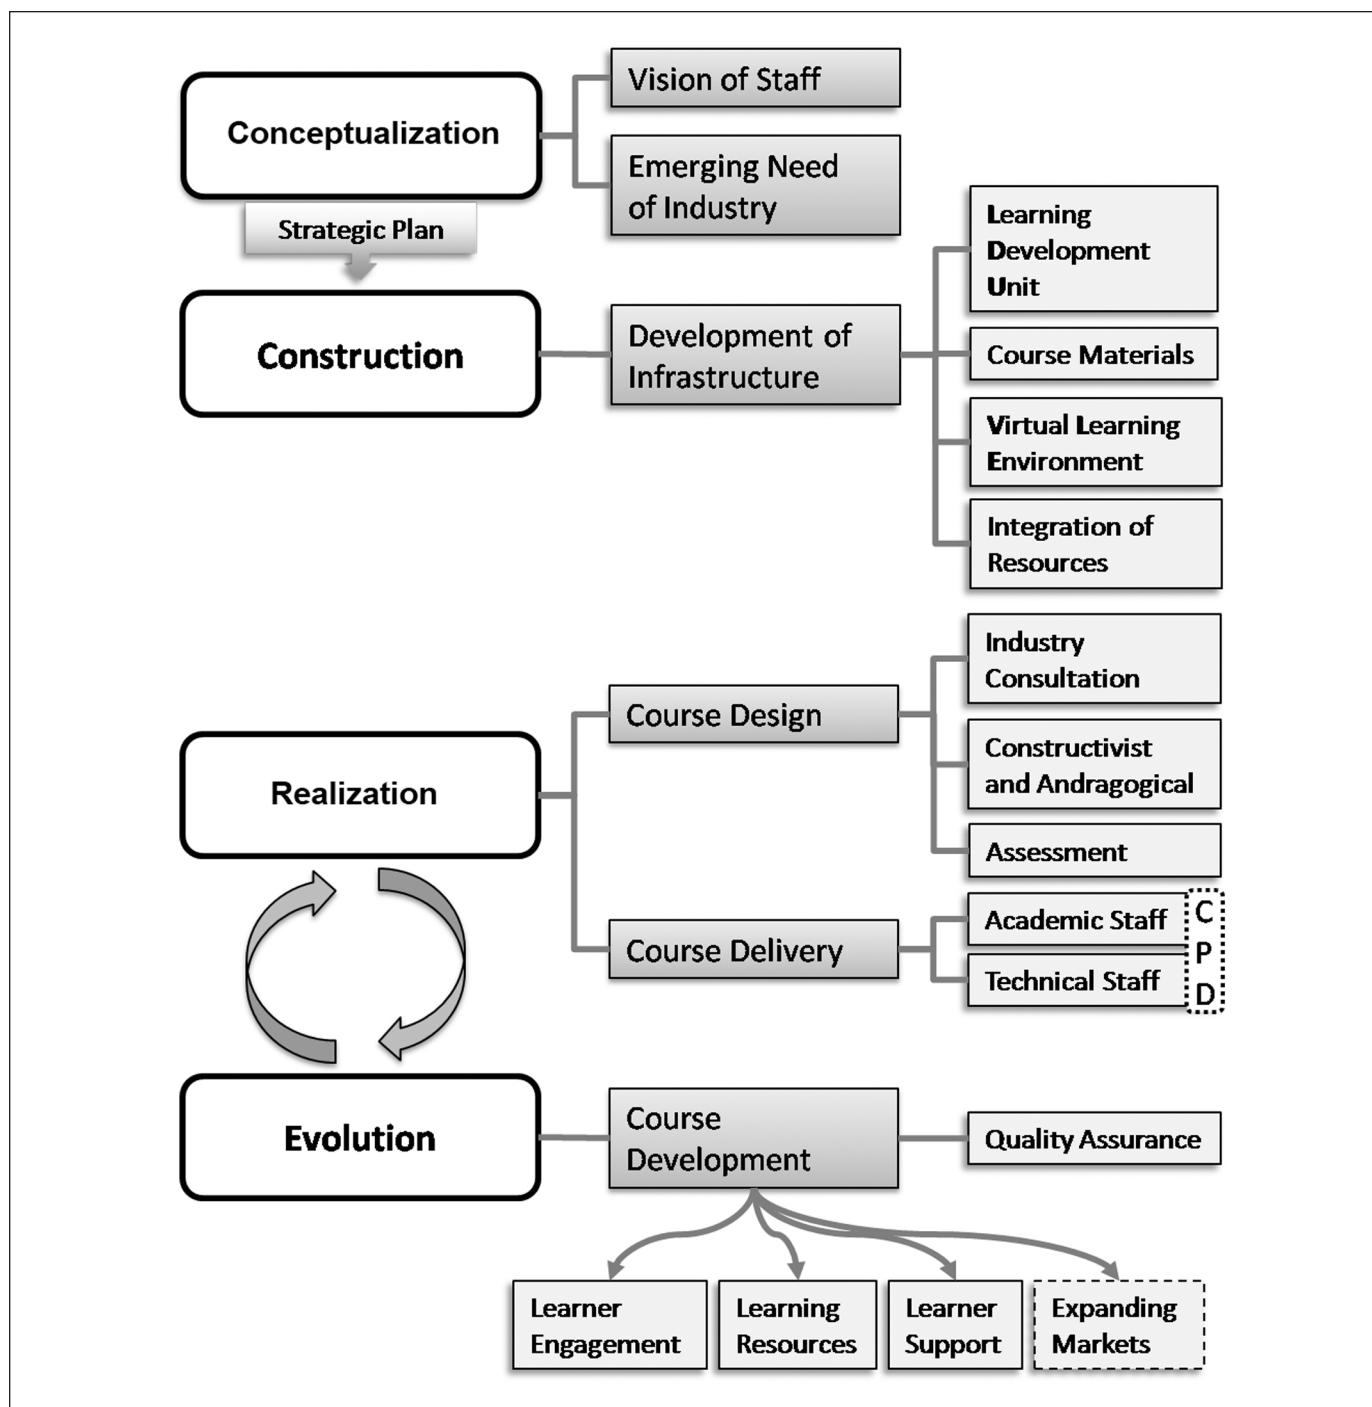 Conceptualization
Vision of Staff
Emerging Need
of Industry
Strategic Plan
Construction
Development of
Infrastructure
Learning
Development
Unit
Course Materials
Virtual Learning
Environment
Integration of
Resources
Realization
Course Design
Industry
Consultation
Constructivist
and Andragogical
Assessment
Course Delivery
Academic Staff
Technical Staff
C
P
D
Evolution
Course
Development
Quality Assurance
Learner
Engagement
Learning
Resources
Learner
Support
Expanding
Markets